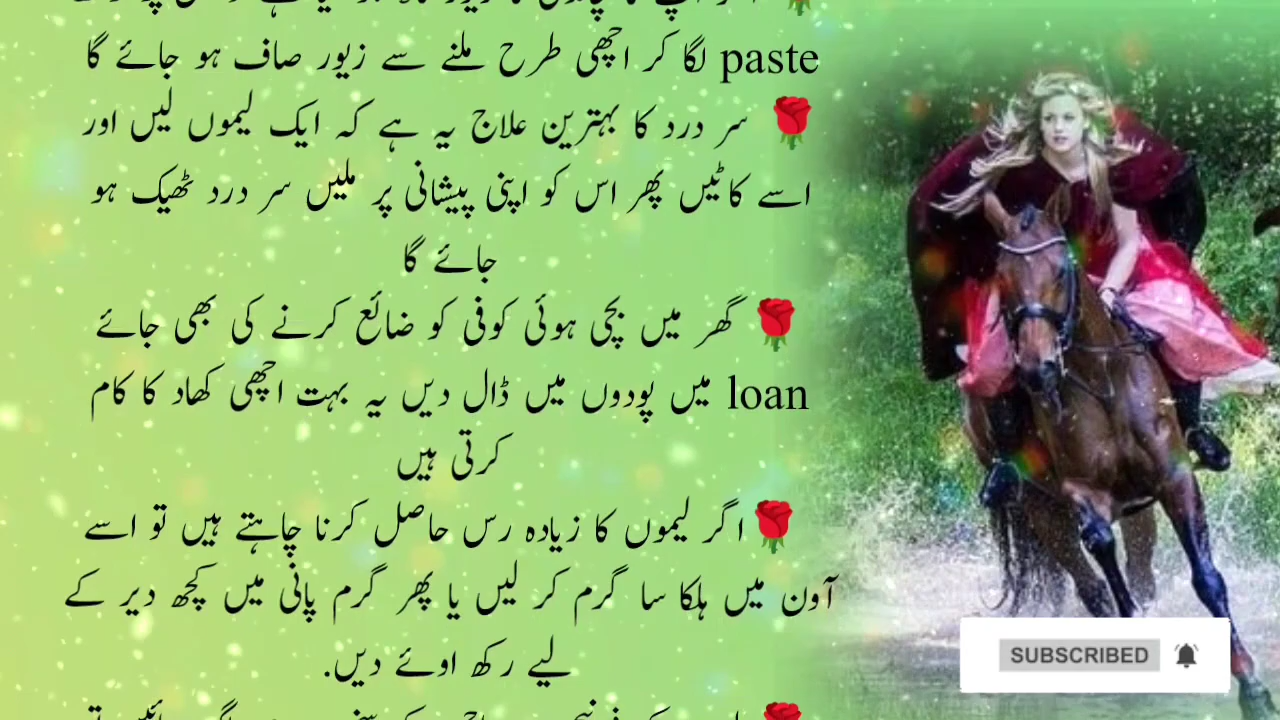 paste لگا کر اچھی طرح ملنے سے زیور صاف ہو جائے گا
🌹 سر درد کا بہترین علاج یہ ہے کہ ایک لیموں لیں اور
اسے کاٹیں پھر اس کو اپنی پیشانی پر ملیں سر درد ٹھیک ہو
جائے گا
🌹 گھر میں بچی ہوئی کوفی کو ضائع کرنے کی بھی جائے
loan میں پودوں میں ڈال دیں یہ بہت اچھی کھاد کا کام
کرتی ہیں
🌹 اگر لیموں کا زیادہ رس حاصل کرنا چاہتے ہیں تو اسے
آون میں ہلکا سا گرم کر لیں یا پھر گرم پانی میں کچھ دیر کے
لیے رکھ اوئے دیں.
SUBSCRIBED